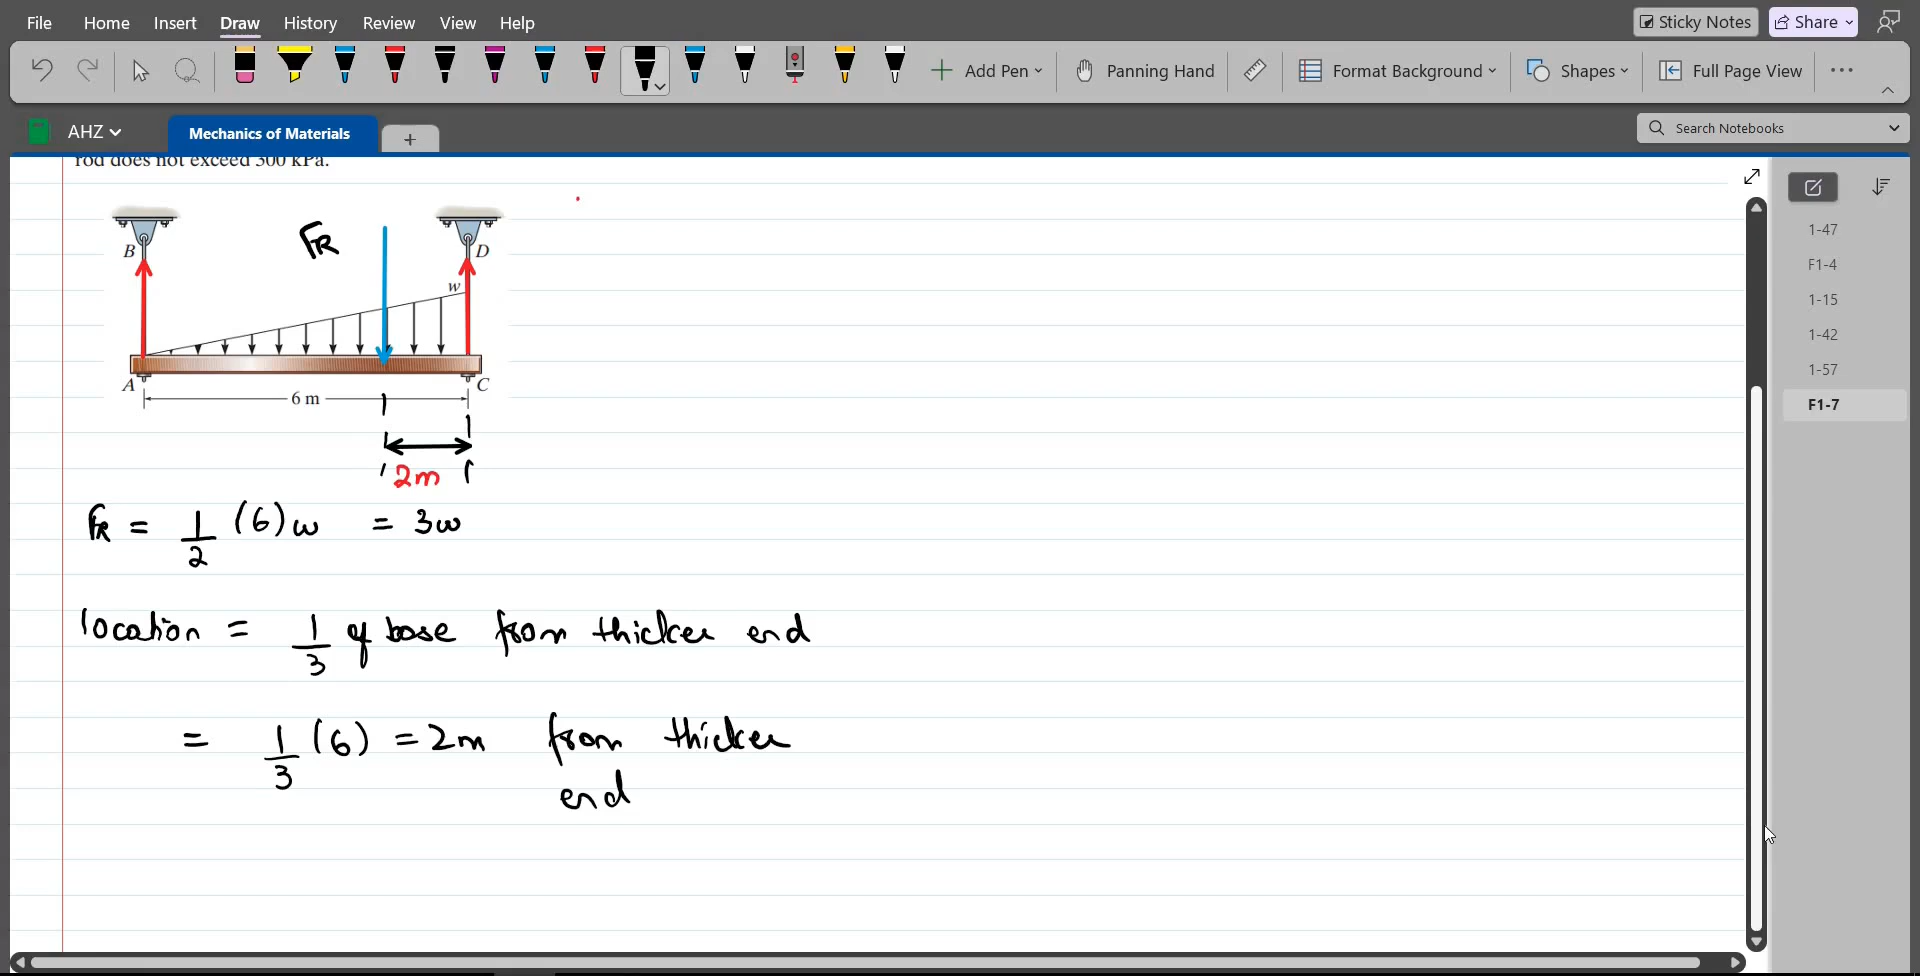 File Home Insert Draw History Review View Help
Sticky Notes Share
Add Pen Panning Hand Format Background Shapes Full Page View
AHZ Mechanics of Materials + Search Notebooks
rod does not exceed 300 kPa.
1-47
F1-4
1-15
1-42
1-57
F1-7
FR
B D
w
A C
6 m
2m
FR = 1/2 (6) w = 3w
location = 1/3 of base from thicker end
= 1/3 (6) = 2m from thicker
end